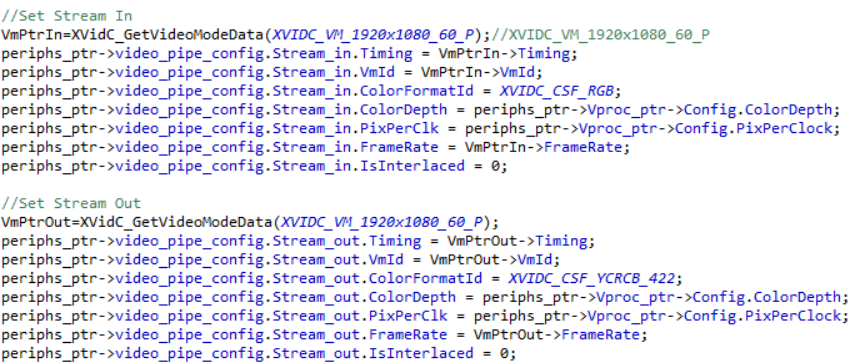 //Set Stream In
VmPtrIn=XVidC_GetVideoModeData(XVIDC_VM_1920x1080_60_P);//XVIDC_VM_1920x1080_60_P
periphs_ptr->video_pipe_config.Stream_in.Timing = VmPtrIn->Timing;
periphs_ptr->video_pipe_config.Stream_in.VmId = VmPtrIn->VmId;
periphs_ptr->video_pipe_config.Stream_in.ColorFormatId = XVIDC_CSF_RGB;
periphs_ptr->video_pipe_config.Stream_in.ColorDepth = periphs_ptr->Vproc_ptr->Config.ColorDepth;
periphs_ptr->video_pipe_config.Stream_in.PixPerClk = periphs_ptr->Vproc_ptr->Config.PixPerClock;
periphs_ptr->video_pipe_config.Stream_in.FrameRate = VmPtrIn->FrameRate;
periphs_ptr->video_pipe_config.Stream_in.IsInterlaced = 0;
//Set Stream Out
VmPtrOut=XVidC_GetVideoModeData(XVIDC_VM_1920x1080_60_P);
periphs_ptr->video_pipe_config.Stream_out.Timing = VmPtrOut->Timing;
periphs_ptr->video_pipe_config.Stream_out.VmId = VmPtrOut->VmId;
periphs_ptr->video_pipe_config.Stream_out.ColorFormatId = XVIDC_CSF_YCRCB_422;
periphs_ptr->video_pipe_config.Stream_out.ColorDepth = periphs_ptr->Vproc_ptr->Config.ColorDepth;
periphs_ptr->video_pipe_config.Stream_out.PixPerClk = periphs_ptr->Vproc_ptr->Config.PixPerClock;
periphs_ptr->video_pipe_config.Stream_out.FrameRate = VmPtrOut->FrameRate;
periphs_ptr->video_pipe_config.Stream_out.IsInterlaced = 0;